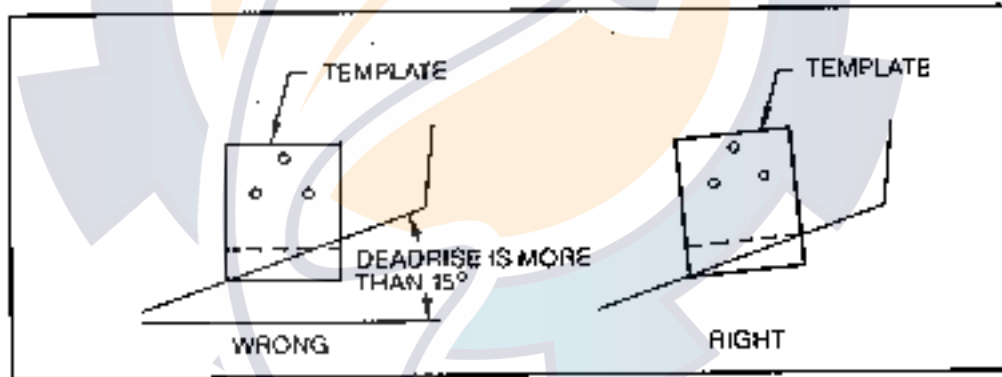 TEMPLATE
TEMPLATE
DEADRISE IS MORE
THAN 15°
WRONG
RIGHT